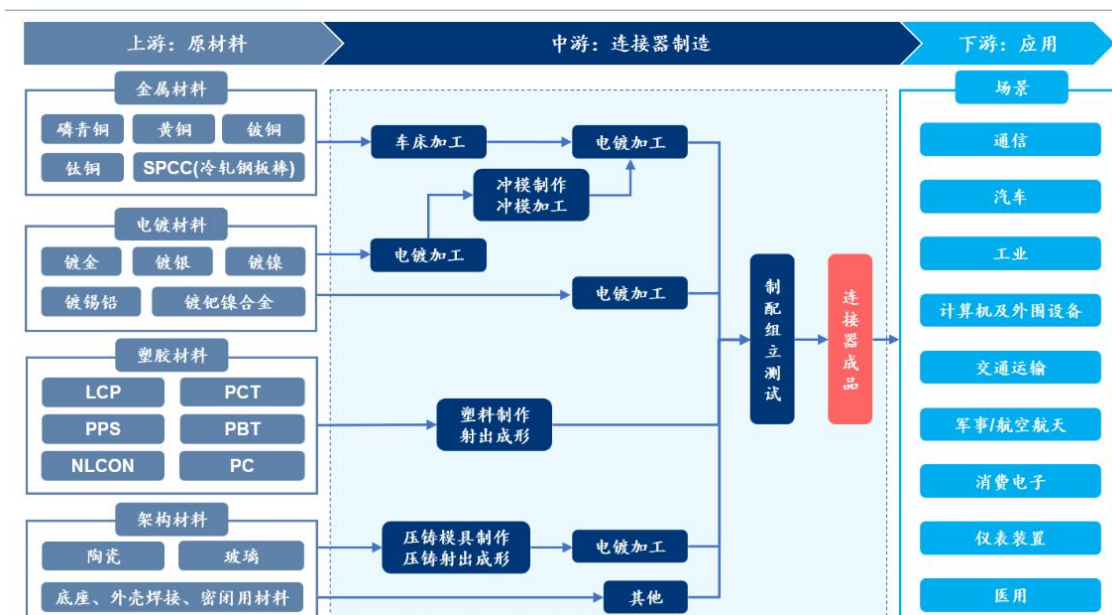 上游：原材料
中游：连接器制造
下游：应用
金属材料
磷青铜
黄铜
铍铜
钛铜
SPCC(冷轧钢板棒)
电镀材料
镀金
镀银
镀镍
镀锡铅
镀钯镍合金
塑胶材料
LCP
PCT
PPS
PBT
NLCON
PC
架构材料
陶瓷
玻璃
底座、外壳焊接、密闭用材料
车床加工
电镀加工
冲模制作
冲模加工
电镀加工
电镀加工
塑料制作
射出成形
压铸模具制作
压铸射出成形
电镀加工
其他
制配组立测试
连接器成品
场景
通信
汽车
工业
计算机及外围设备
交通运输
军事/航空航天
消费电子
仪表装置
医用